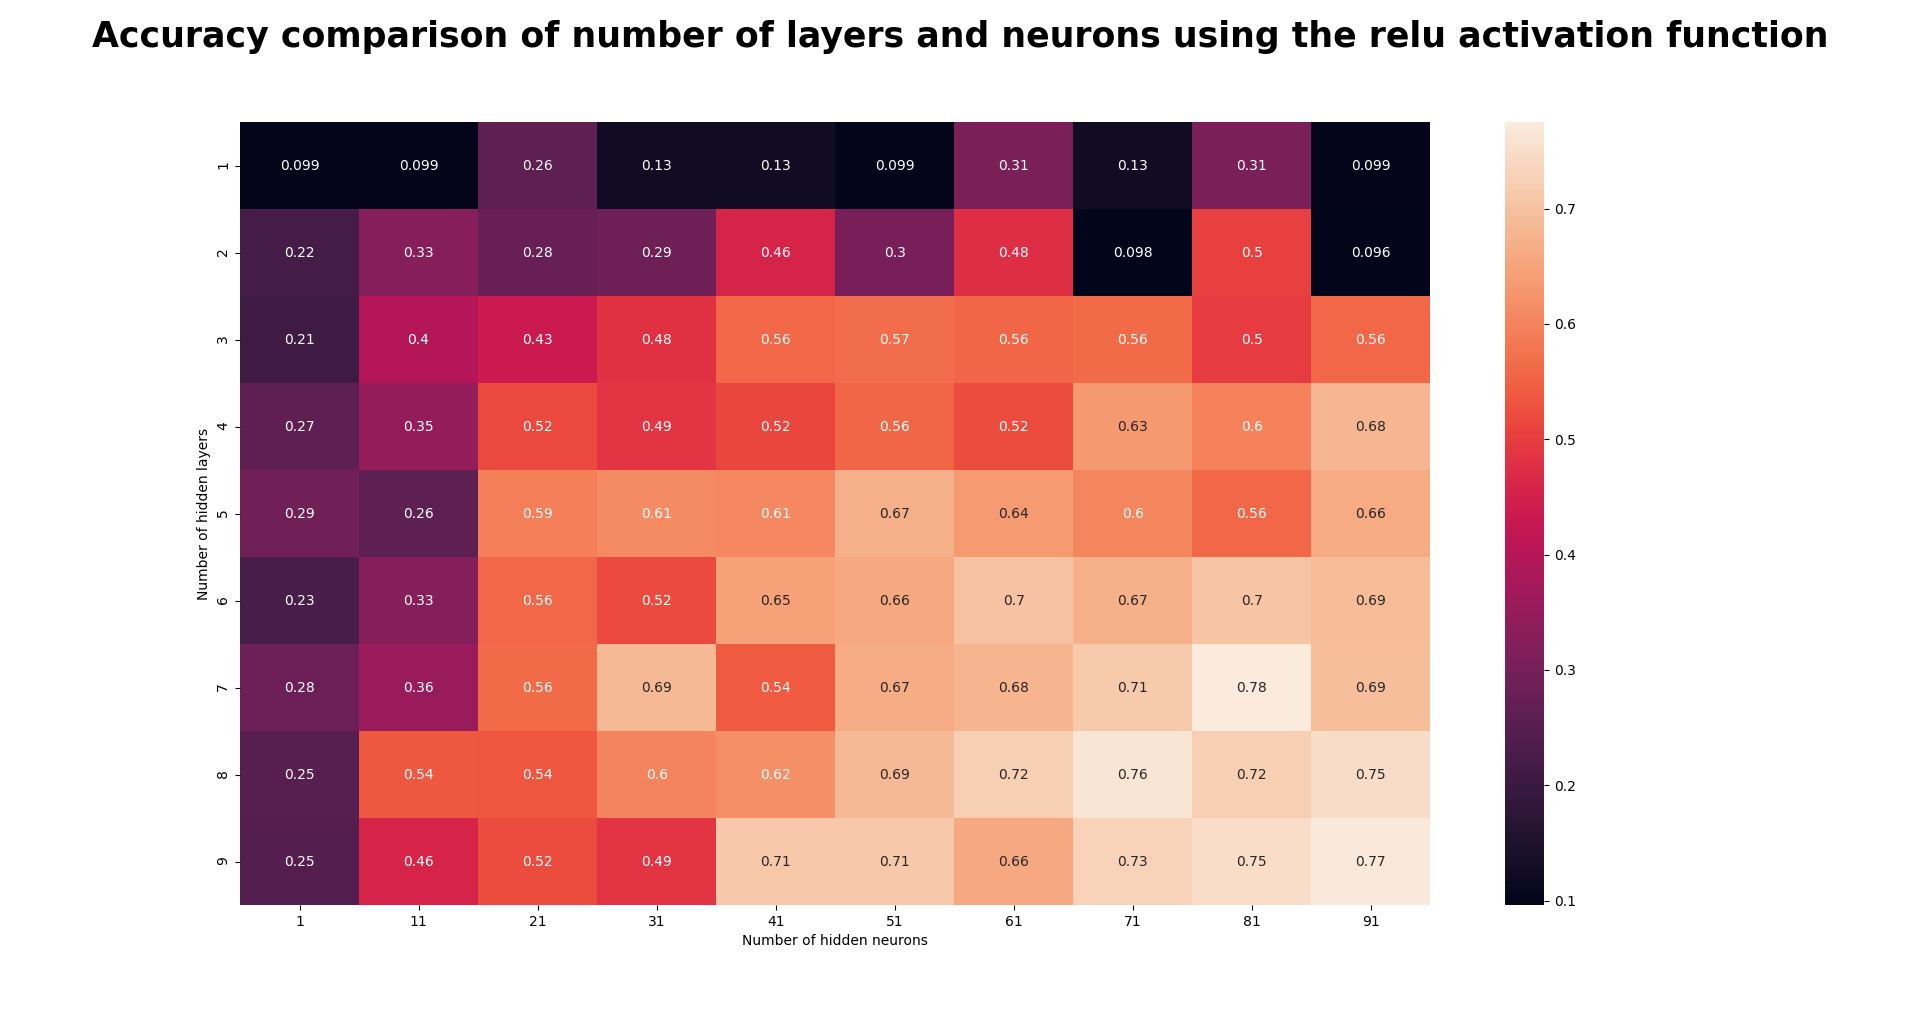 Accuracy comparison of number of layers and neurons using the relu activation function
1 0.099 0.099 0.26 0.13 0.13 0.099 0.31 0.13 0.31 0.099
2 0.22 0.33 0.28 0.29 0.46 0.3 0.48 0.098 0.5 0.096
3 0.21 0.4 0.43 0.48 0.56 0.57 0.56 0.56 0.5 0.56
4 0.27 0.35 0.52 0.49 0.52 0.56 0.52 0.63 0.6 0.68
5 0.29 0.26 0.59 0.61 0.61 0.67 0.64 0.6 0.56 0.66
6 0.23 0.33 0.56 0.52 0.65 0.66 0.7 0.67 0.7 0.69
7 0.28 0.36 0.56 0.69 0.54 0.67 0.68 0.71 0.78 0.69
8 0.25 0.54 0.54 0.6 0.62 0.69 0.72 0.76 0.72 0.75
9 0.25 0.46 0.52 0.49 0.71 0.71 0.66 0.73 0.75 0.77
1 11 21 31 41 51 61 71 81 91
Number of hidden neurons
Number of hidden layers
0.7
0.6
0.5
0.4
0.3
0.2
0.1